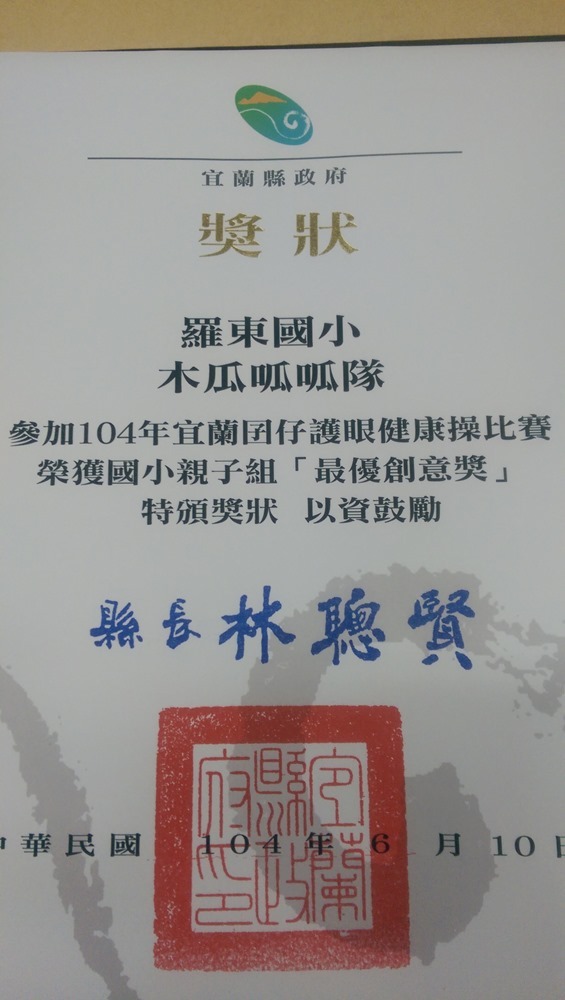 宜蘭縣政府
獎狀
羅東國小
木瓜呱呱隊
參加104年宜蘭囝仔護眼健康操比賽
榮獲國小親子組「最優創意獎」
特頒獎狀 以資鼓勵
縣長 林聰賢
中華民國 104 年 6 月 10 日
宜蘭縣政府印